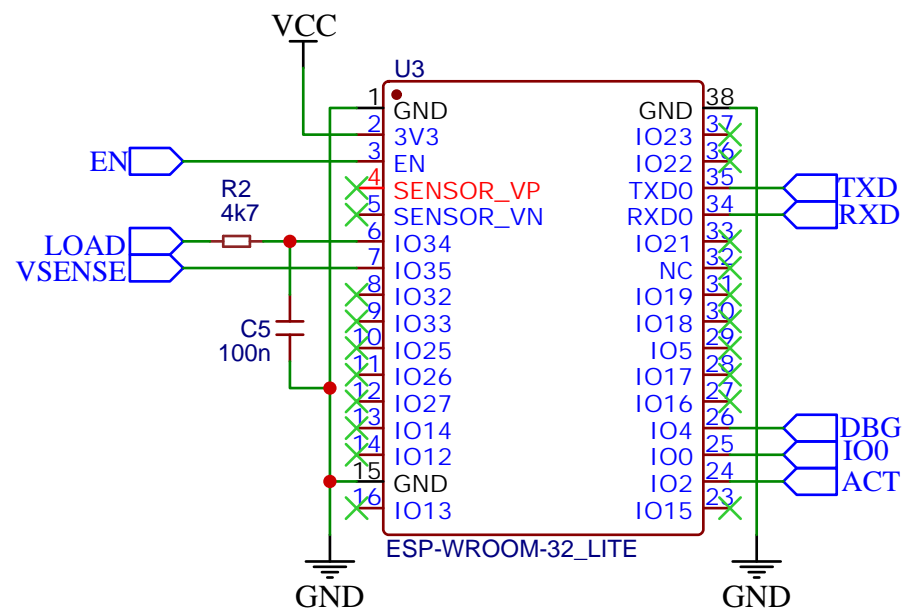 VCC
U3
1 GND
2 3V3
EN 3 EN
4 SENSOR_VP
5 SENSOR_VN
R2
4k7
LOAD 6 IO34
VSENSE 7 IO35
8 IO32
9 IO33
C5
100n
10 IO25
11 IO26
12 IO27
13 IO14
14 IO12
15 GND
16 IO13
GND 38
IO23 37
IO22 36
TXD0 35 TXD
RXD0 34 RXD
IO21 33
NC 32
IO19 31
IO18 30
IO5 29
IO17 28
IO16 27
IO4 26 DBG
IO0 25 IO0
IO2 24 ACT
IO15 23
ESP-WROOM-32_LITE
GND
GND